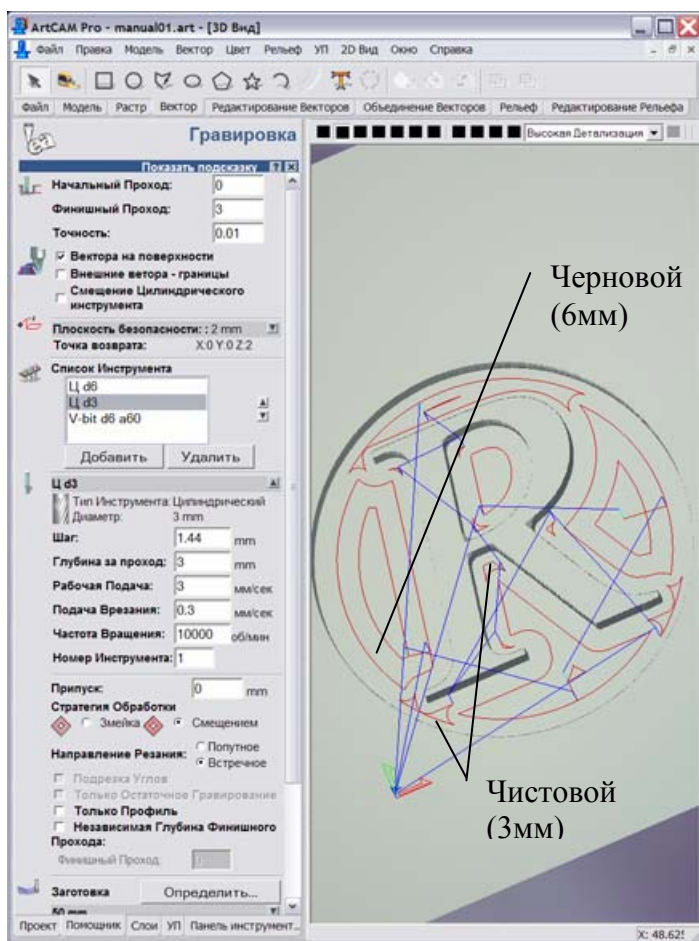 ArtCAM Pro - manual01.art - [3D Вид]
Файл Правка Модель Вектор Цвет Рельеф УП 2D Вид Окно Справка
Файл Модель Растр Вектор Редактирование Векторов Объединение Векторов Рельеф Редактирование Рельефа
Гравировка
Показать подсказку
Высокая Детализация
Начальный Проход: 0
Финишный Проход: 3
Точность: 0.01
Вектора на поверхности
Внешние ветора - границы
Смещение Цилиндрического
инструмента
Плоскость безопасности: : 2 mm
Точка возврата: X:0 Y:0 Z:2
Список Инструмента
Ц d6
Ц d3
V-bit d6 a60
Добавить Удалить
Ц d3
Тип Инструмента: Цилиндрический
Диаметр: 3 mm
Шаг: 1.44 mm
Глубина за проход: 3 mm
Рабочая Подача: 3 мм/сек
Подача Врезания: 0.3 мм/сек
Частота Вращения: 10000 об/мин
Номер Инструмента: 1
Припуск: 0 mm
Стратегия Обработки
Змейка Смещением
Направление Резания: Попутное
Встречное
Подрезка Углов
Только Остаточное Гравирование
Только Профиль
Независимая Глубина Финишного
Прохода:
Финишный Проход: 0
Заготовка Определить...
50 mm
Проект Помощник Слои УП Панель инструмент...
Черновой
(6мм)
Чистовой
(3мм)
X: 48.625